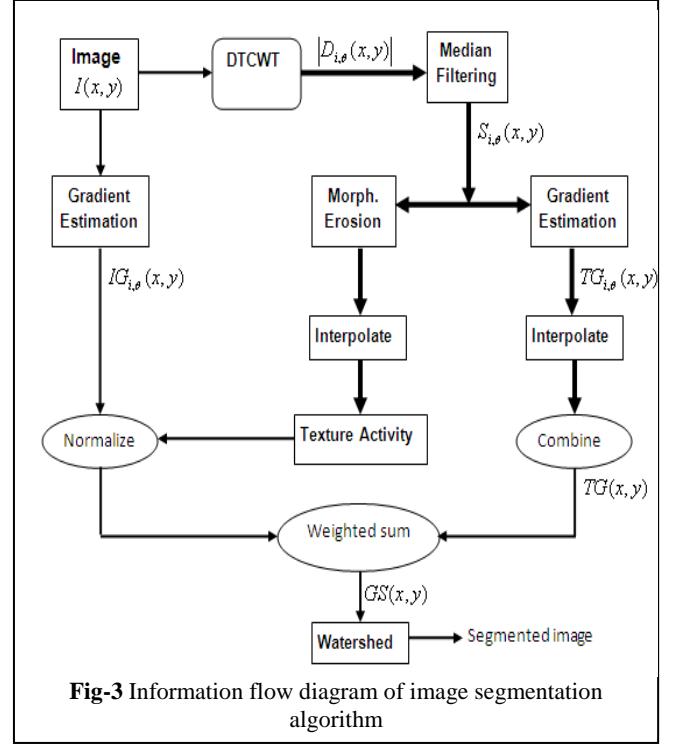 Image
I(x,y)
DTCWT
|D_{i,θ}(x,y)|
Median
Filtering
S_{i,θ}(x,y)
Gradient
Estimation
Morph.
Erosion
Gradient
Estimation
IG_{i,θ}(x,y)
TG_{i,θ}(x,y)
Interpolate
Interpolate
Normalize
Texture Activity
Combine
TG(x,y)
Weighted sum
GS(x,y)
Watershed
Segmented image
Fig-3 Information flow diagram of image segmentation
algorithm